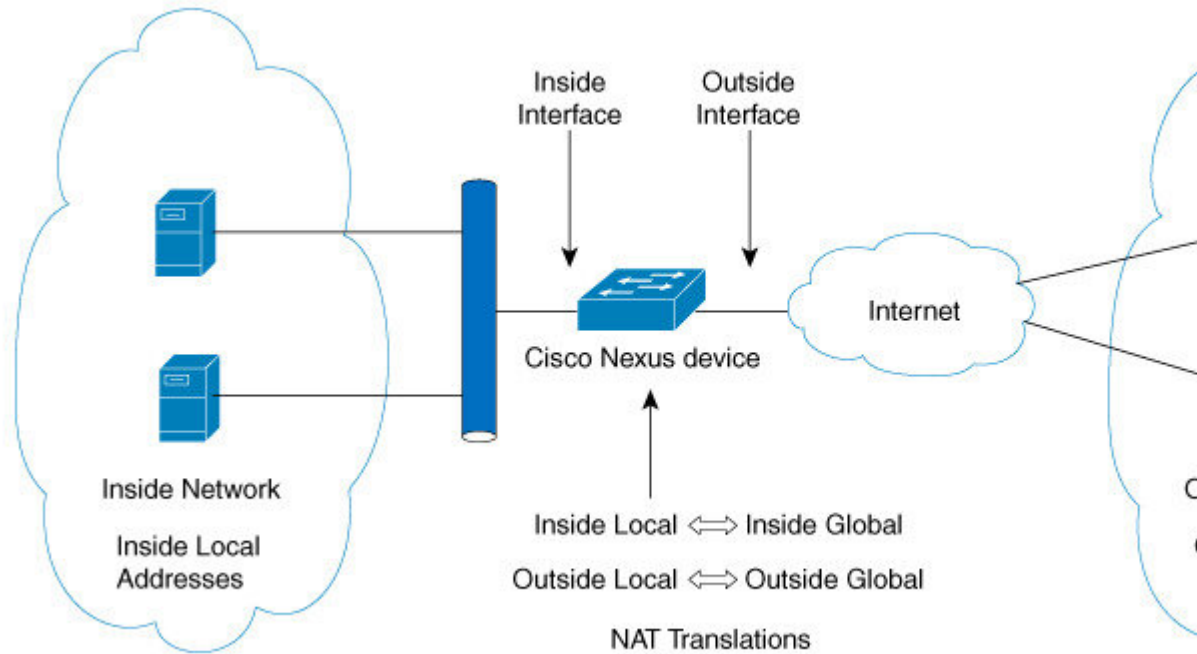 Inside
Interface
Outside
Interface
Internet
Cisco Nexus device
Inside Network
Inside Local
Addresses
Inside Local ⇔ Inside Global
Outside Local ⇔ Outside Global
NAT Translations